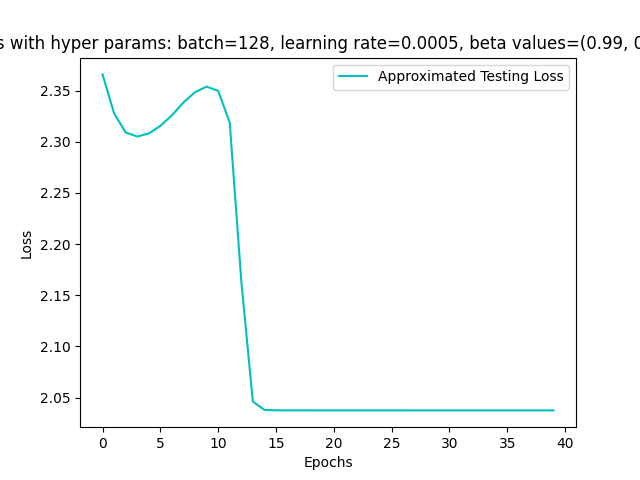 s with hyper params: batch=128, learning rate=0.0005, beta values=(0.99, 0
Approximated Testing Loss
2.35
2.30
2.25
2.20
2.15
2.10
2.05
Loss
0 5 10 15 20 25 30 35 40
Epochs